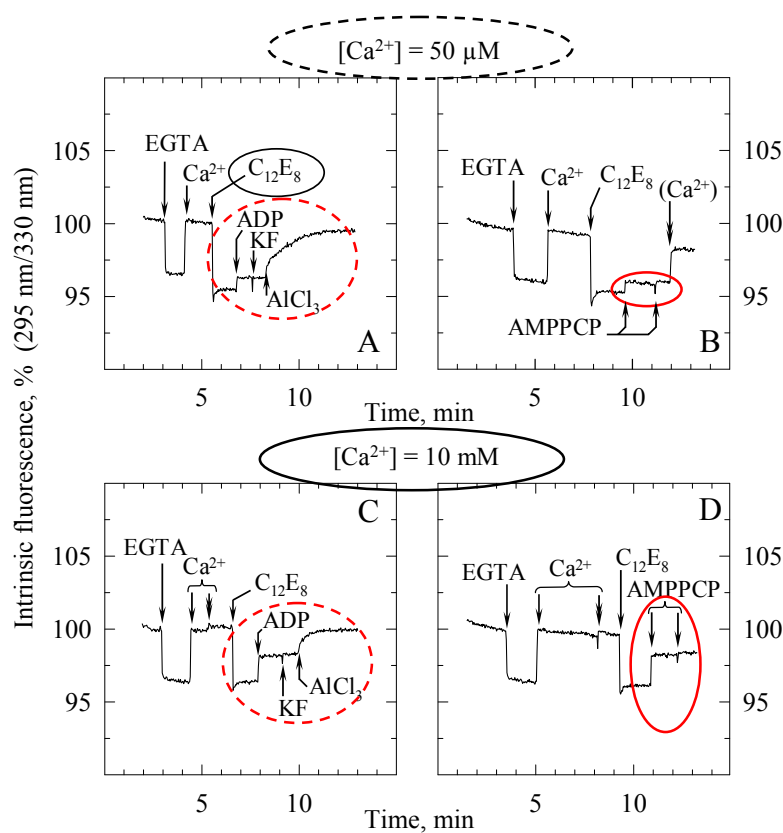 [Ca²⁺] = 50 µM
Intrinsic fluorescence, % (295 nm/330 nm)
105
100
95
EGTA
Ca²⁺
C₁₂E₈
ADP
KF
AlCl₃
A
5
10
EGTA
Ca²⁺
C₁₂E₈
(Ca²⁺)
AMPPCP
B
105
100
95
5
10
Time, min
[Ca²⁺] = 10 mM
105
100
95
C
EGTA
Ca²⁺
C₁₂E₈
ADP
KF
AlCl₃
5
10
D
EGTA
Ca²⁺
C₁₂E₈
AMPPCP
105
100
95
5
10
Time, min